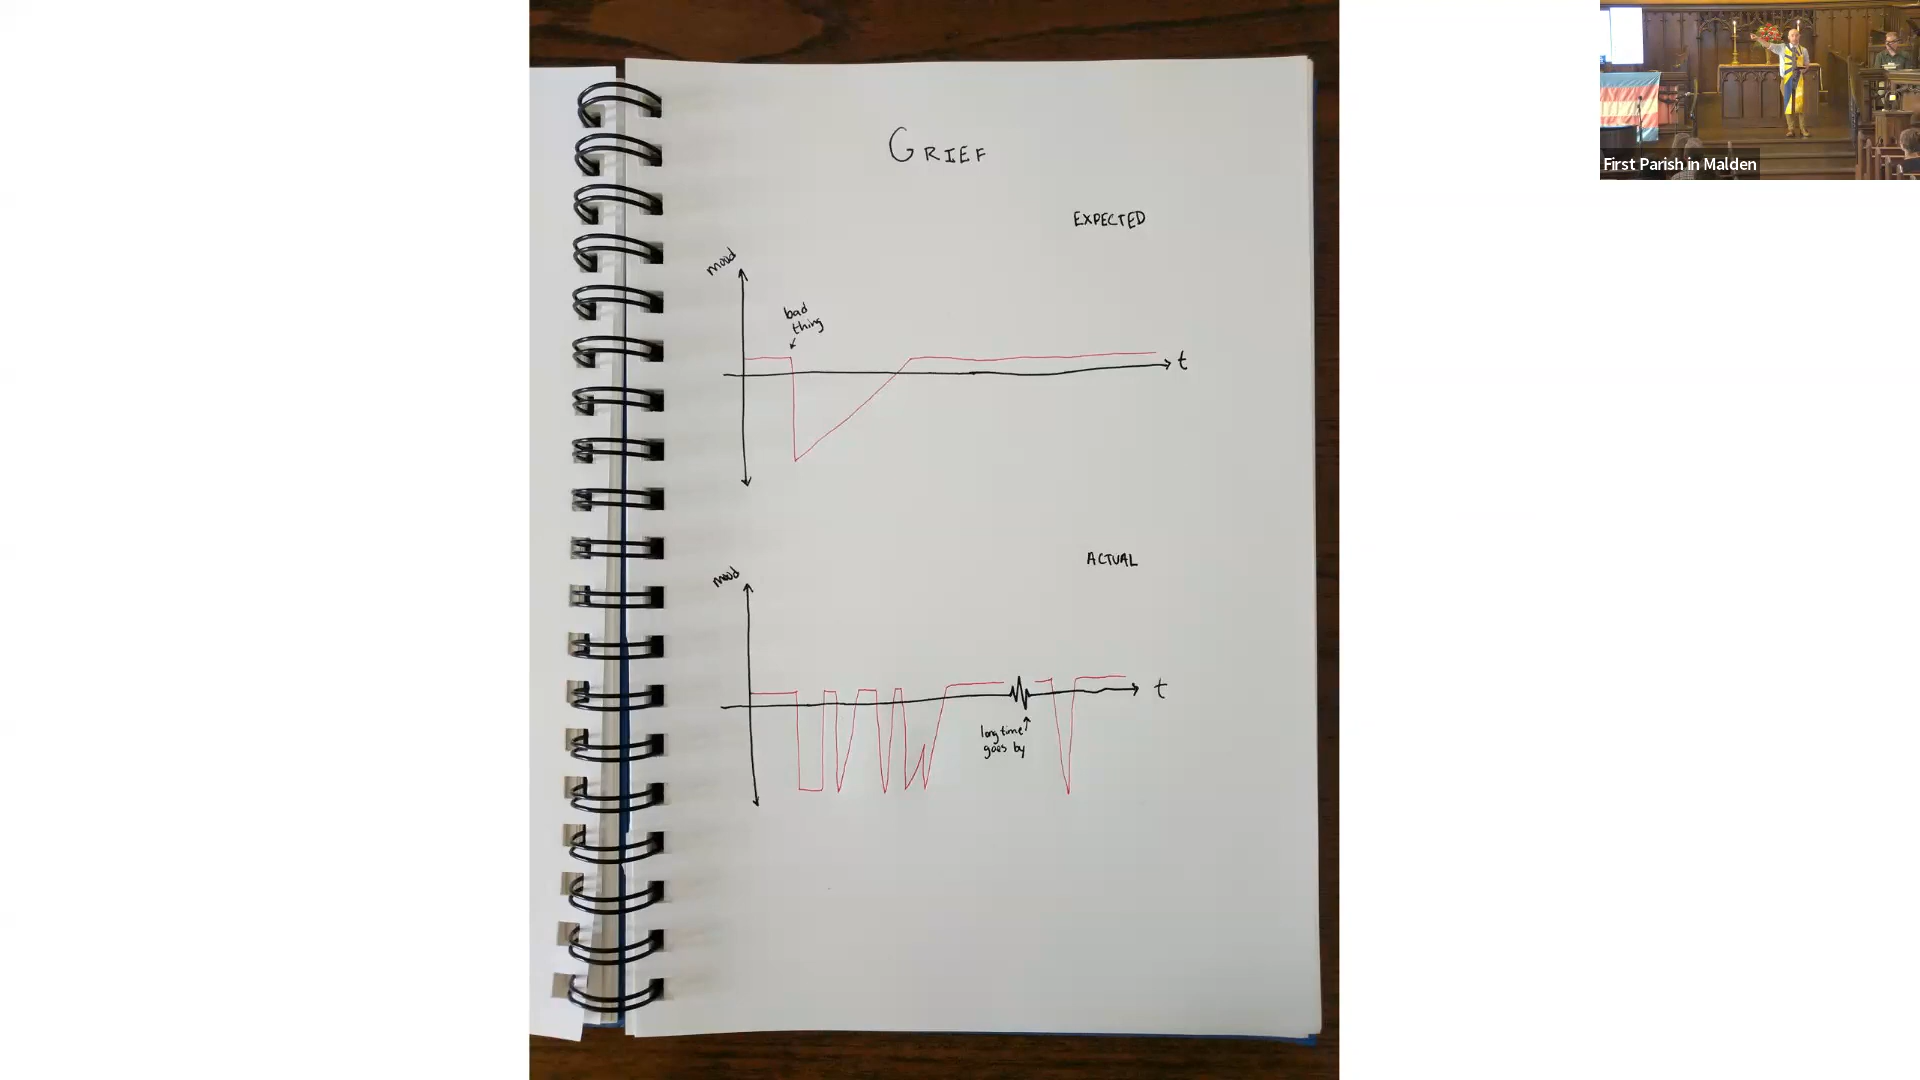 GRIEF
EXPECTED
mood
bad
thing
t
ACTUAL
mood
t
long time
goes by
First Parish in Malden